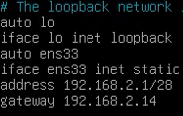 # The loopback network
auto lo
iface lo inet loopback
auto ens33
iface ens33 inet static
address 192.168.2.1/28
gateway 192.168.2.14